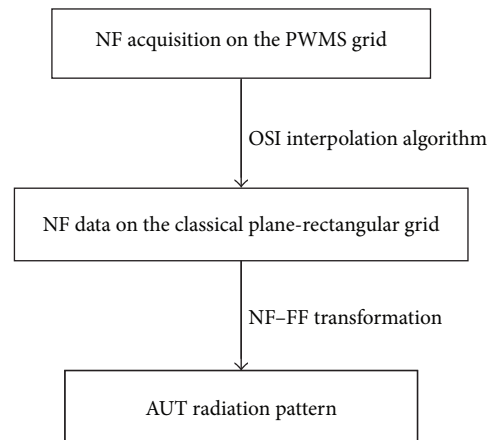 NF acquisition on the PWMS grid
OSI interpolation algorithm
NF data on the classical plane-rectangular grid
NF–FF transformation
AUT radiation pattern